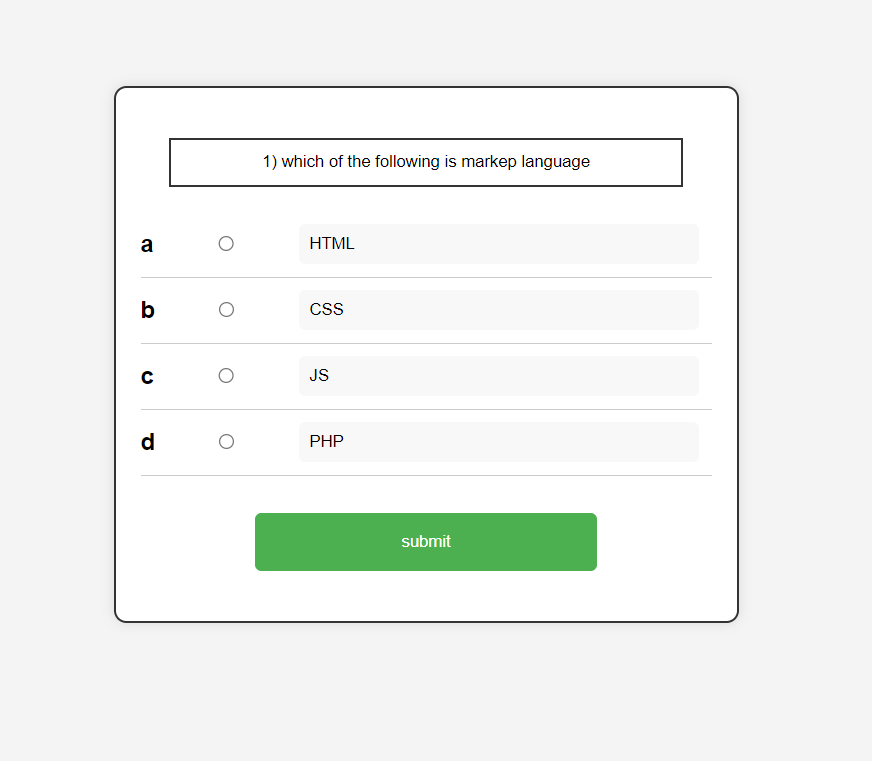 1) which of the following is markep language
a HTML
b CSS
c JS
d PHP
submit